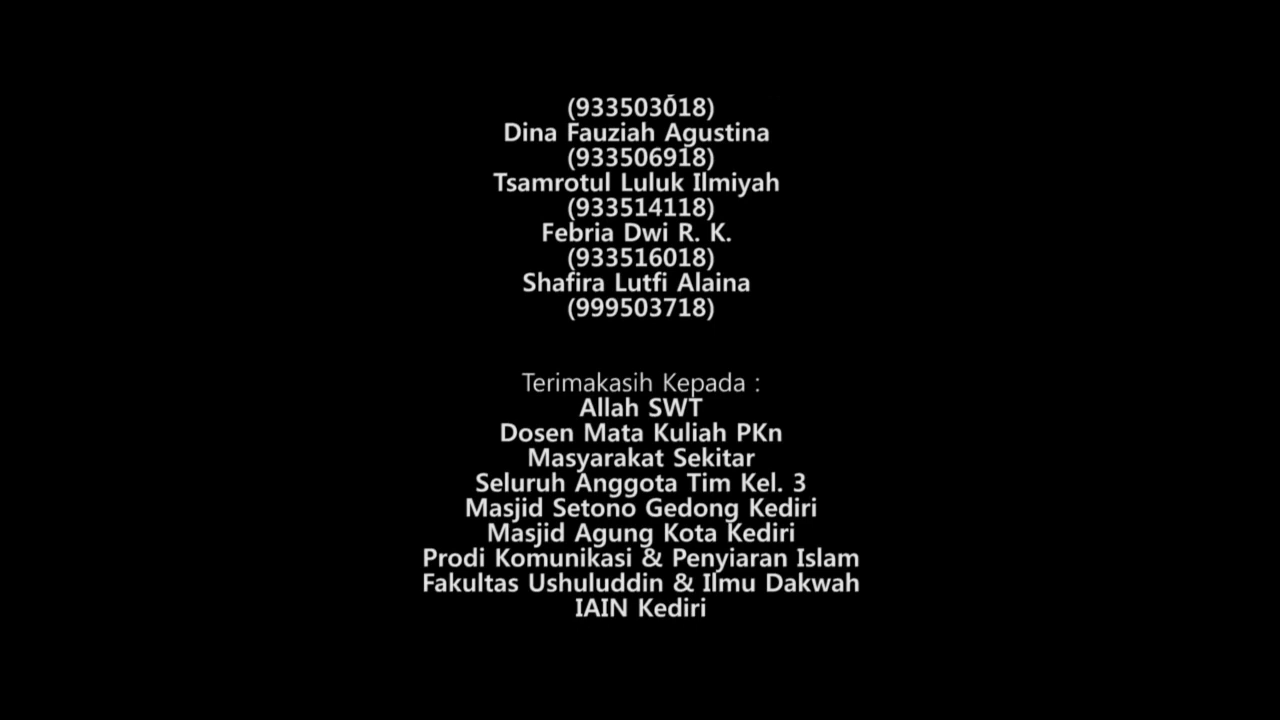 (933503018)
Dina Fauziah Agustina
(933506918)
Tsamrotul Luluk Ilmiyah
(933514118)
Febria Dwi R. K.
(933516018)
Shafira Lutfi Alaina
(999503718)
Terimakasih Kepada :
Allah SWT
Dosen Mata Kuliah PKn
Masyarakat Sekitar
Seluruh Anggota Tim Kel. 3
Masjid Setono Gedong Kediri
Masjid Agung Kota Kediri
Prodi Komunikasi & Penyiaran Islam
Fakultas Ushuluddin & Ilmu Dakwah
IAIN Kediri